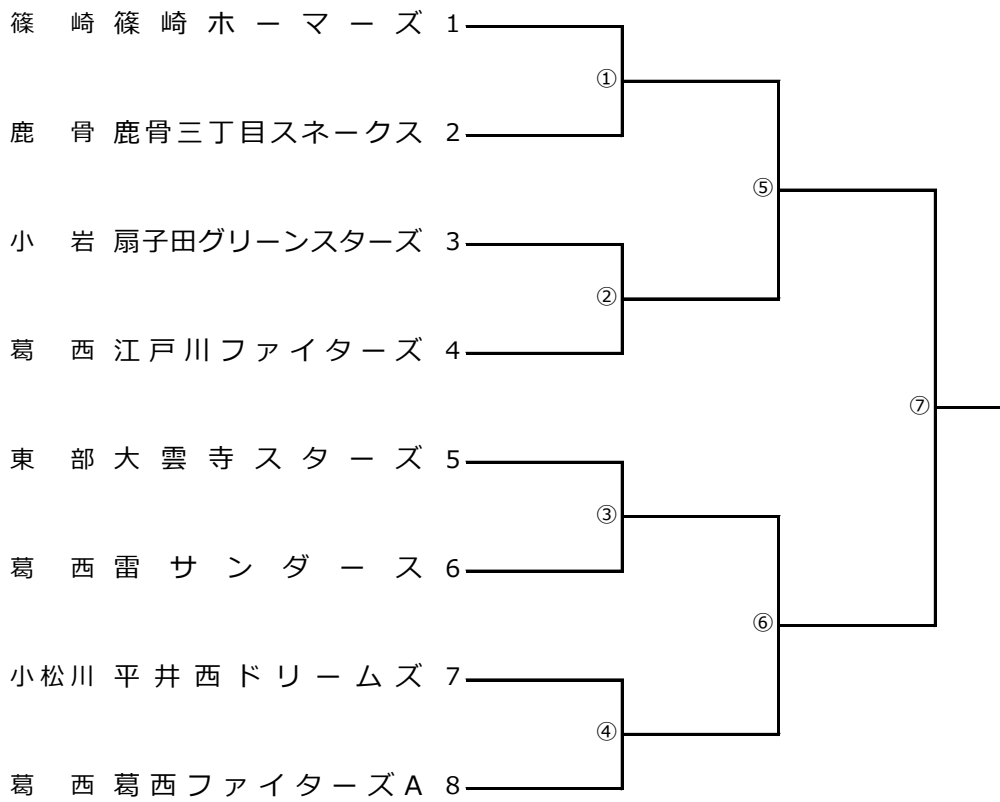 篠崎 篠崎ホーマーズ 1
①
鹿骨 鹿骨三丁目スネークス 2
⑤
小岩 扇子田グリーンスターズ 3
②
葛西 江戸川ファイターズ 4
⑦
東部 大雲寺スターズ 5
③
葛西 雷サンダース 6
⑥
小松川 平井西ドリームズ 7
④
葛西 葛西ファイターズA 8